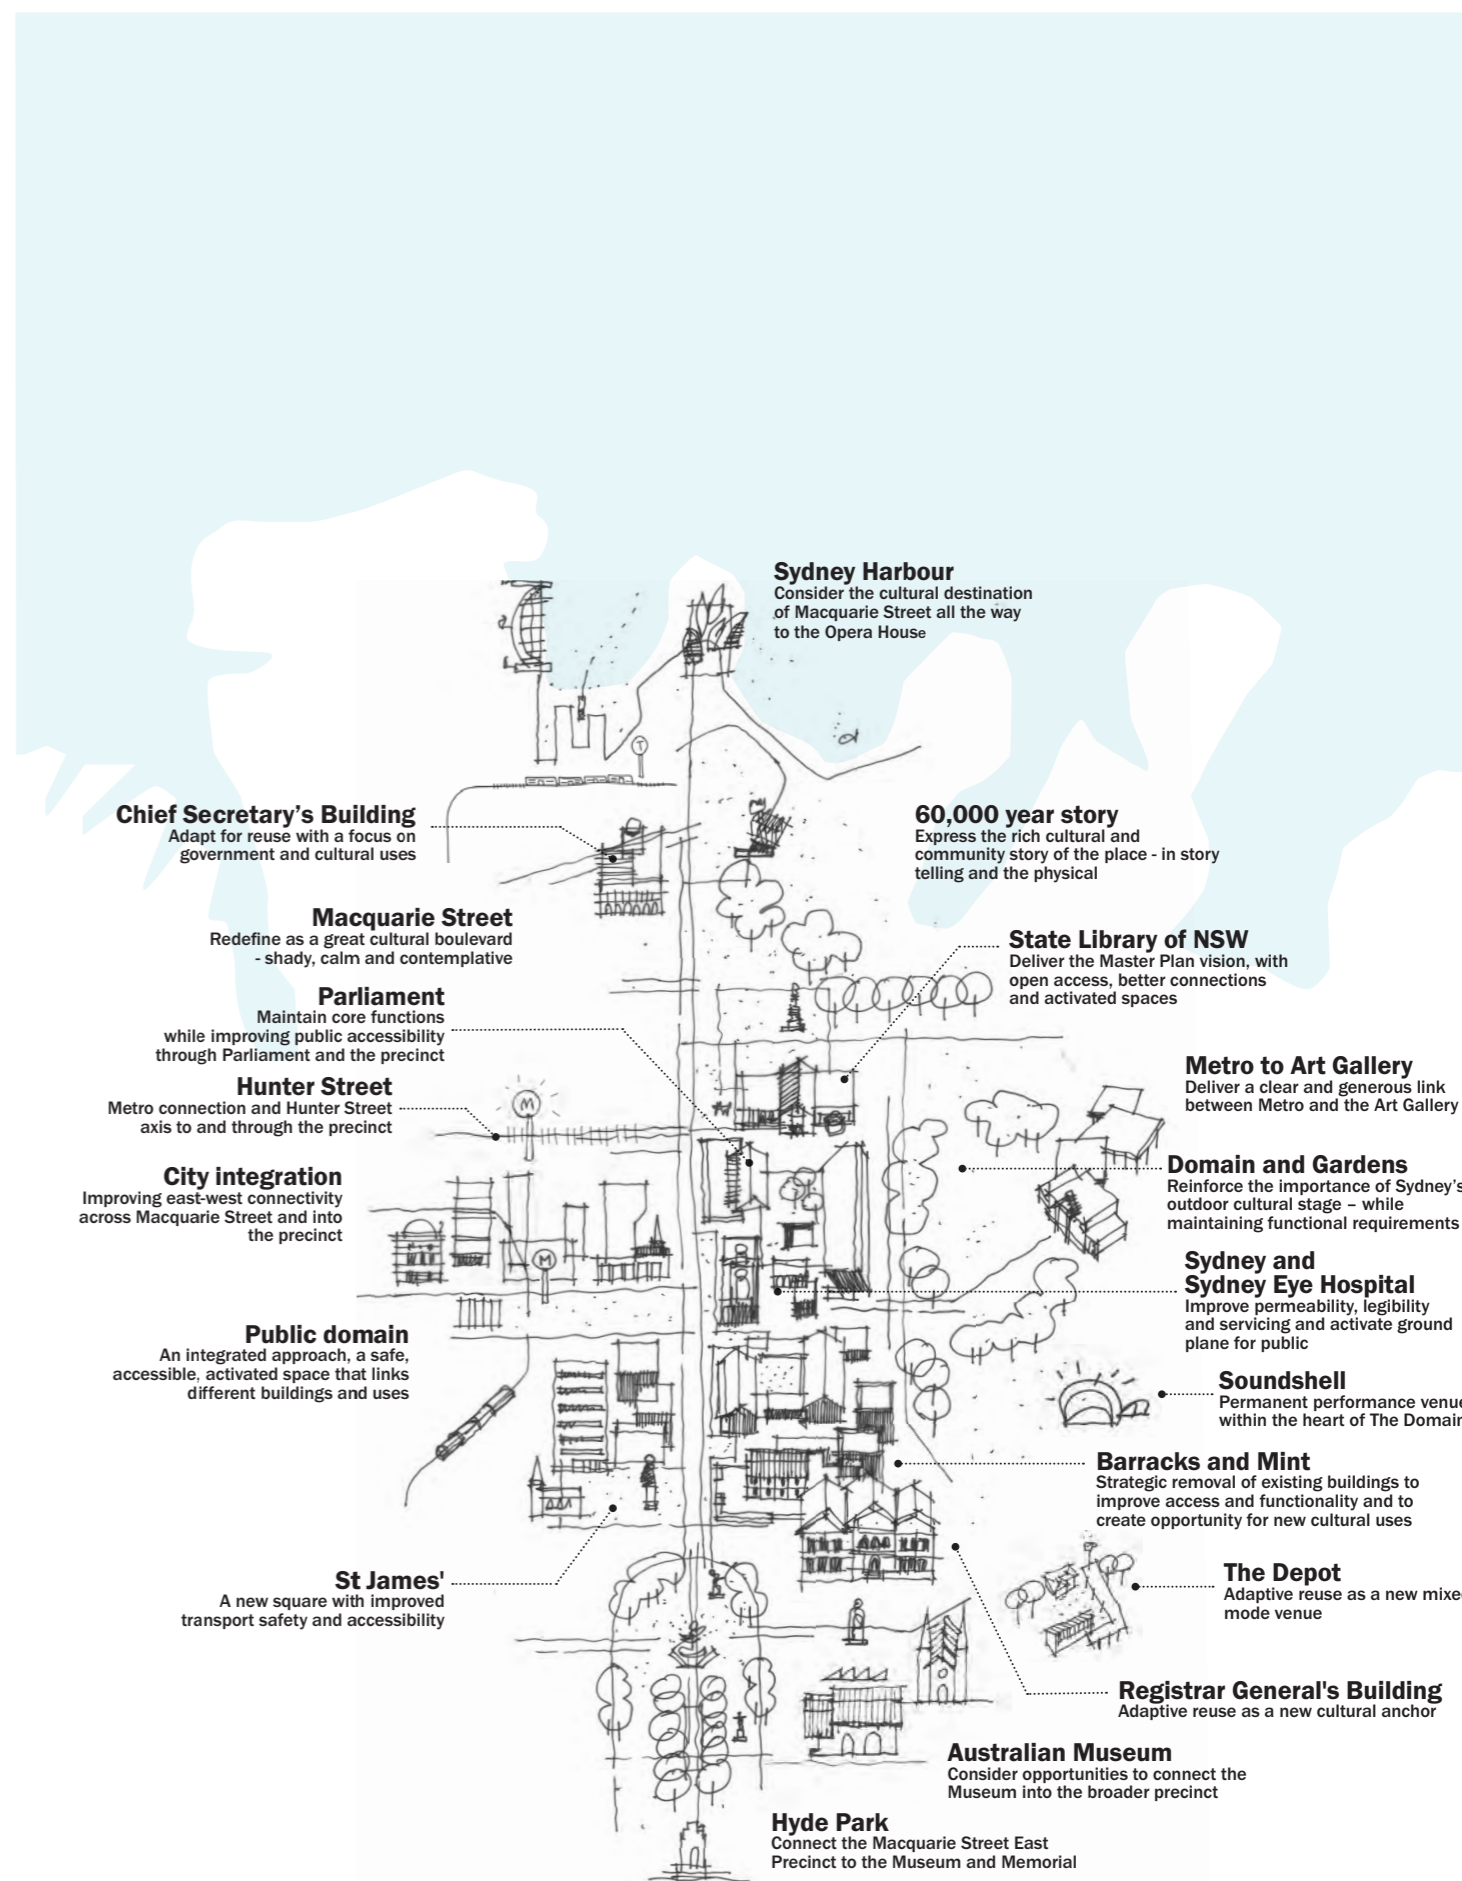 Sydney Harbour
Consider the cultural destination
of Macquarie Street all the way
to the Opera House
T
Chief Secretary's Building
Adapt for reuse with a focus on
government and cultural uses
60,000 year story
Express the rich cultural and
community story of the place - in story
telling and the physical
Macquarie Street
Redefine as a great cultural boulevard
- shady, calm and contemplative
State Library of NSW
Deliver the Master Plan vision, with
open access, better connections
and activated spaces
Parliament
Maintain core functions
while improving public accessibility
through Parliament and the precinct
Metro to Art Gallery
Deliver a clear and generous link
between Metro and the Art Gallery
Hunter Street
Metro connection and Hunter Street
axis to and through the precinct
M
Domain and Gardens
Reinforce the importance of Sydney's
outdoor cultural stage – while
maintaining functional requirements
City integration
Improving east-west connectivity
across Macquarie Street and into
the precinct
M
Sydney and
Sydney Eye Hospital
Improve permeability, legibility
and servicing and activate ground
plane for public
Public domain
An integrated approach, a safe,
accessible, activated space that links
different buildings and uses
Soundshell
Permanent performance venue
within the heart of The Domain
Barracks and Mint
Strategic removal of existing buildings to
improve access and functionality and to
create opportunity for new cultural uses
The Depot
Adaptive reuse as a new mixe
mode venue
St James'
A new square with improved
transport safety and accessibility
Registrar General's Building
Adaptive reuse as a new cultural anchor
Australian Museum
Consider opportunities to connect the
Museum into the broader precinct
Hyde Park
Connect the Macquarie Street East
Precinct to the Museum and Memorial